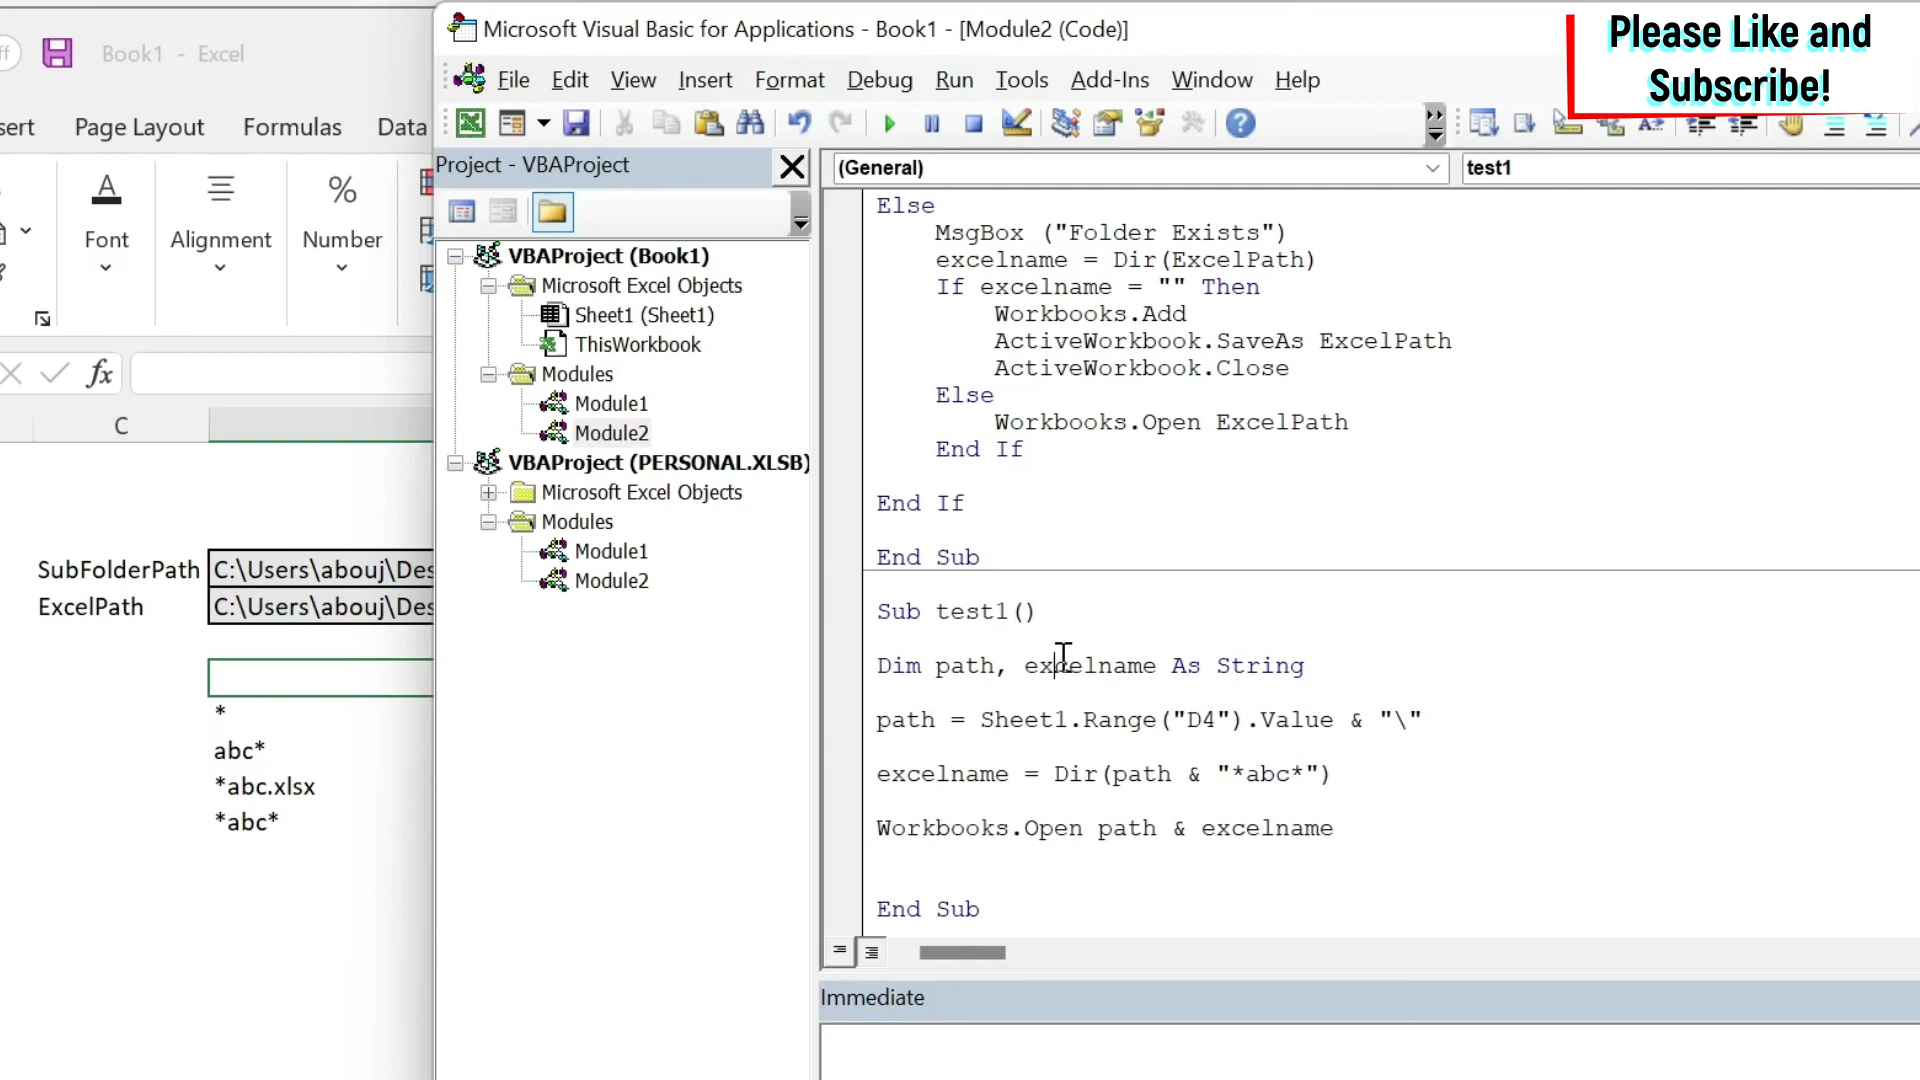 Microsoft Visual Basic for Applications - Book1 - [Module2 (Code)]
Please Like and
Subscribe!
Book1 - Excel
File Edit View Insert Format Debug Run Tools Add-Ins Window Help
Page Layout Formulas Data
Project - VBAProject
(General)
test1
Font
Alignment
Number
VBAProject (Book1)
Microsoft Excel Objects
Sheet1 (Sheet1)
ThisWorkbook
Modules
Module1
Module2
VBAProject (PERSONAL.XLSB)
Microsoft Excel Objects
Modules
Module1
Module2
fx
C
SubFolderPath C:\Users\abouj\Des
ExcelPath C:\Users\abouj\Des
*
abc*
*abc.xlsx
*abc*
Else
MsgBox ("Folder Exists")
excelname = Dir(ExcelPath)
If excelname = "" Then
Workbooks.Add
ActiveWorkbook.SaveAs ExcelPath
ActiveWorkbook.Close
Else
Workbooks.Open ExcelPath
End If
End If
End Sub
Sub test1()
Dim path, excelname As String
path = Sheet1.Range("D4").Value & "\"
excelname = Dir(path & "*abc*")
Workbooks.Open path & excelname
End Sub
Immediate